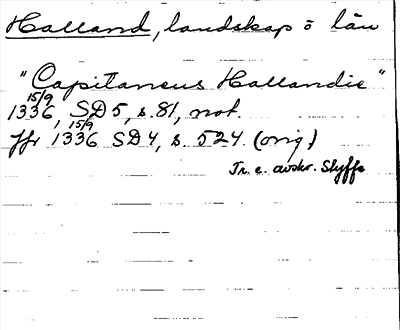 Halland, landskap o län
"Capitaneus Hallandie"
15/9
1336, SD 5, s. 81, not.
15/9
Jfr 1336 SD 4, s. 524. (orig)
Tr. e. avskr. Styffe